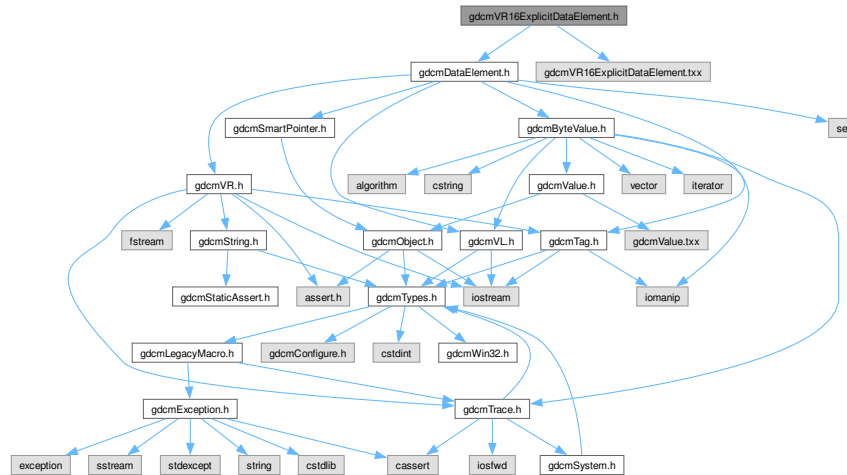 gdcmVR16ExplicitDataElement.h
gdcmDataElement.h
gdcmVR16ExplicitDataElement.txx
gdcmSmartPointer.h
gdcmByteValue.h
se
gdcmVR.h
algorithm
cstring
gdcmValue.h
vector
iterator
fstream
gdcmString.h
gdcmObject.h
gdcmVL.h
gdcmTag.h
gdcmValue.txx
gdcmStaticAssert.h
assert.h
gdcmTypes.h
iostream
iomanip
gdcmLegacyMacro.h
gdcmConfigure.h
cstdint
gdcmWin32.h
gdcmException.h
gdcmTrace.h
exception
sstream
stdexcept
string
cstdlib
cassert
iosfwd
gdcmSystem.h